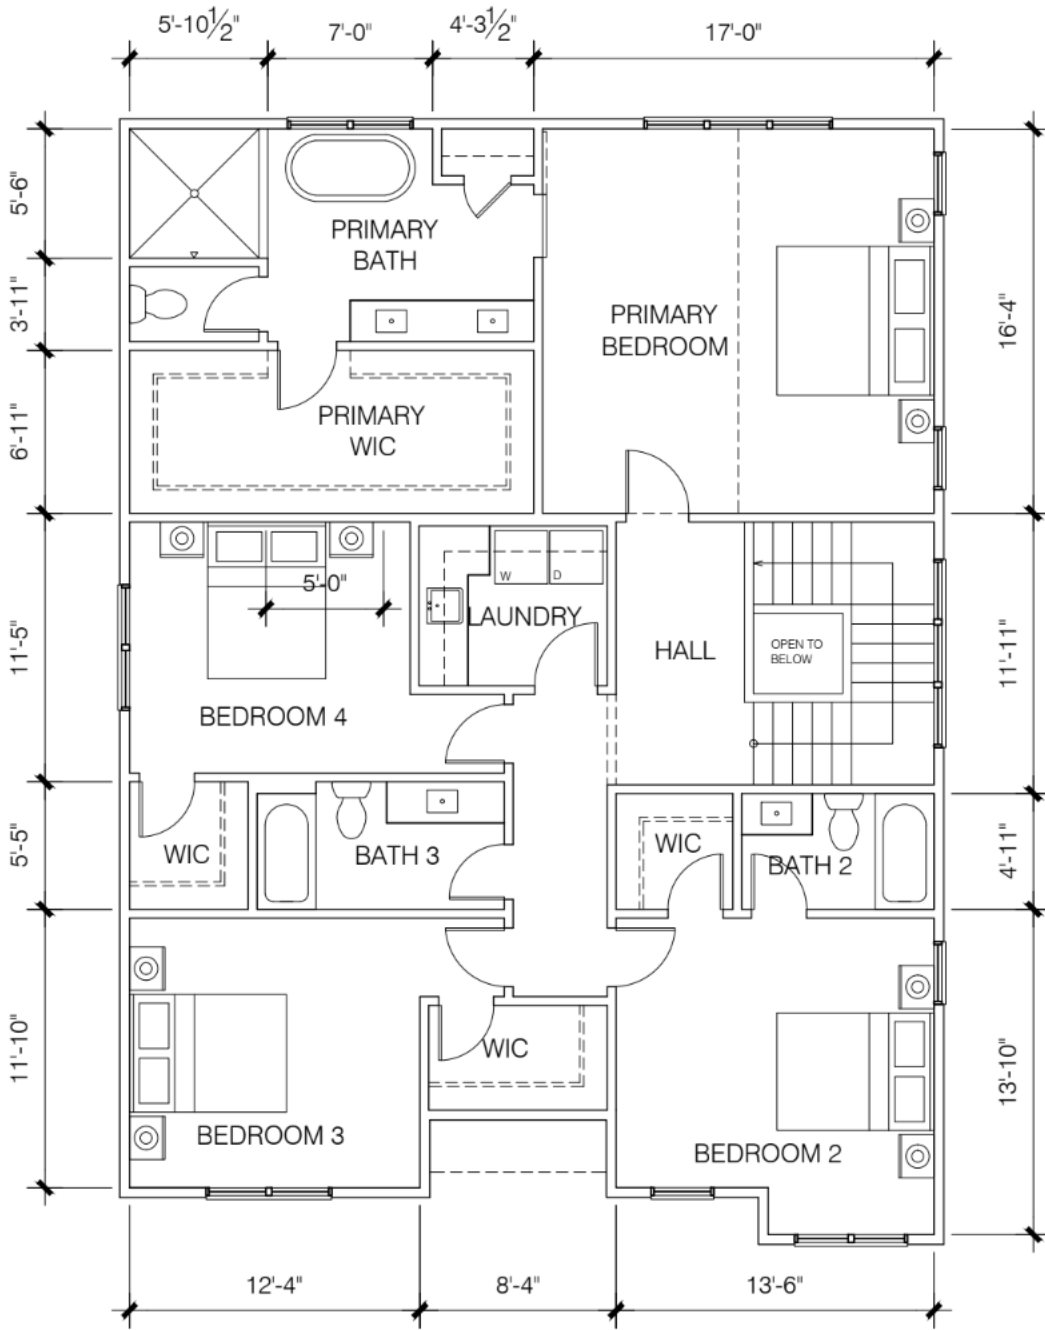 5'-10½"
7'-0"
4'-3½"
17'-0"
5'-6"
PRIMARY
BATH
3'-11"
PRIMARY
BEDROOM
16'-4"
6'-11"
PRIMARY
WIC
5'-0"
W
D
LAUNDRY
11'-5"
HALL
OPEN TO
BELOW
11'-11"
BEDROOM 4
5'-5"
WIC
BATH 3
WIC
BATH 2
4'-11"
11'-10"
WIC
13'-10"
BEDROOM 3
BEDROOM 2
12'-4"
8'-4"
13'-6"